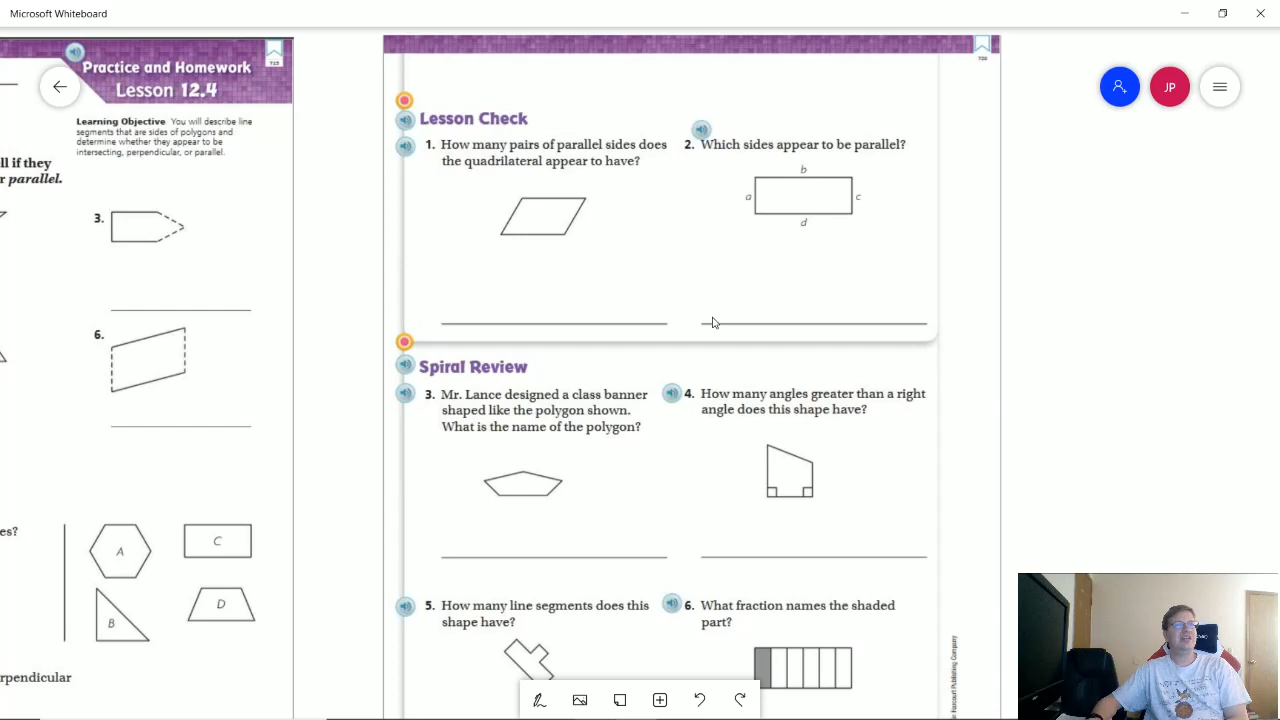 Microsoft Whiteboard
Practice and Homework
Lesson 12.4
715
Learning Objective You will describe line
segments that are sides of polygons and
determine whether they appear to be
intersecting, perpendicular, or parallel.
ll if they
r parallel.
3.
6.
es?
A
C
B
D
rpendicular
Lesson Check
1. How many pairs of parallel sides does
the quadrilateral appear to have?
2. Which sides appear to be parallel?
b
a
c
d
Spiral Review
3. Mr. Lance designed a class banner
shaped like the polygon shown.
What is the name of the polygon?
4. How many angles greater than a right
angle does this shape have?
5. How many line segments does this
shape have?
6. What fraction names the shaded
part?
Harcourt Publishing Company
JP